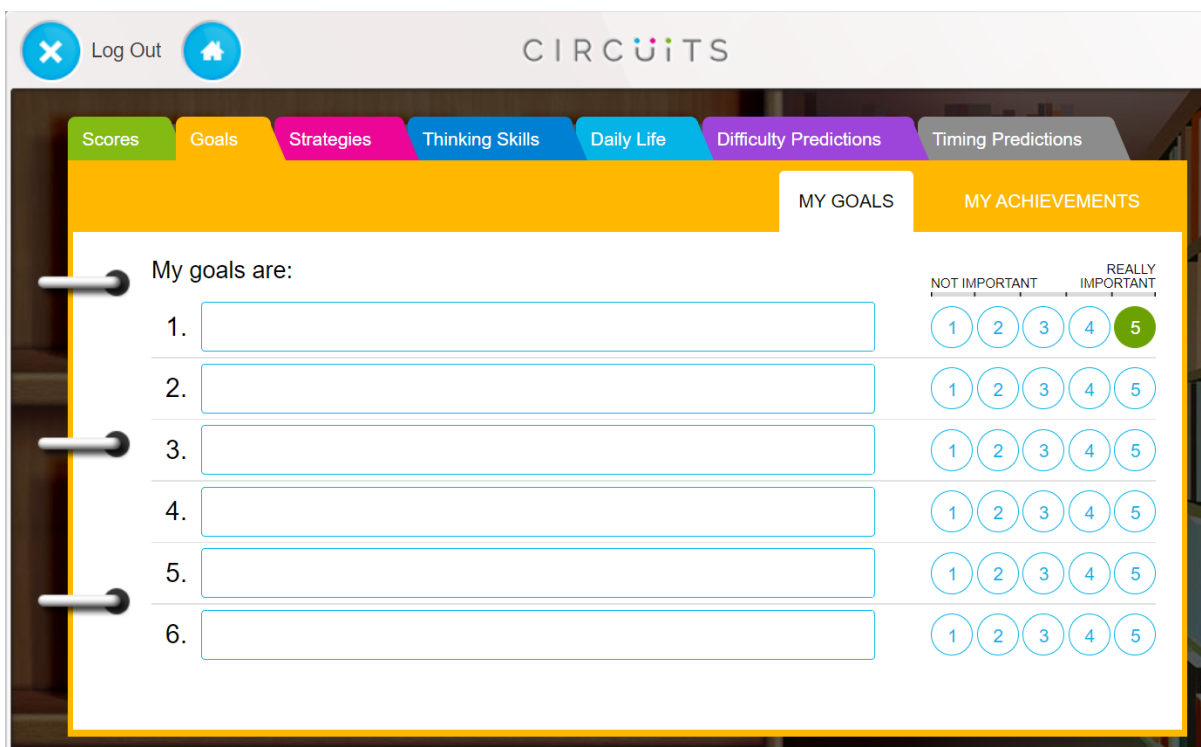 Log Out
CIRCUiTS
Scores Goals Strategies Thinking Skills Daily Life Difficulty Predictions Timing Predictions
MY GOALS MY ACHIEVEMENTS
My goals are:
NOT IMPORTANT REALLY IMPORTANT
1. 1 2 3 4 5
2. 1 2 3 4 5
3. 1 2 3 4 5
4. 1 2 3 4 5
5. 1 2 3 4 5
6. 1 2 3 4 5